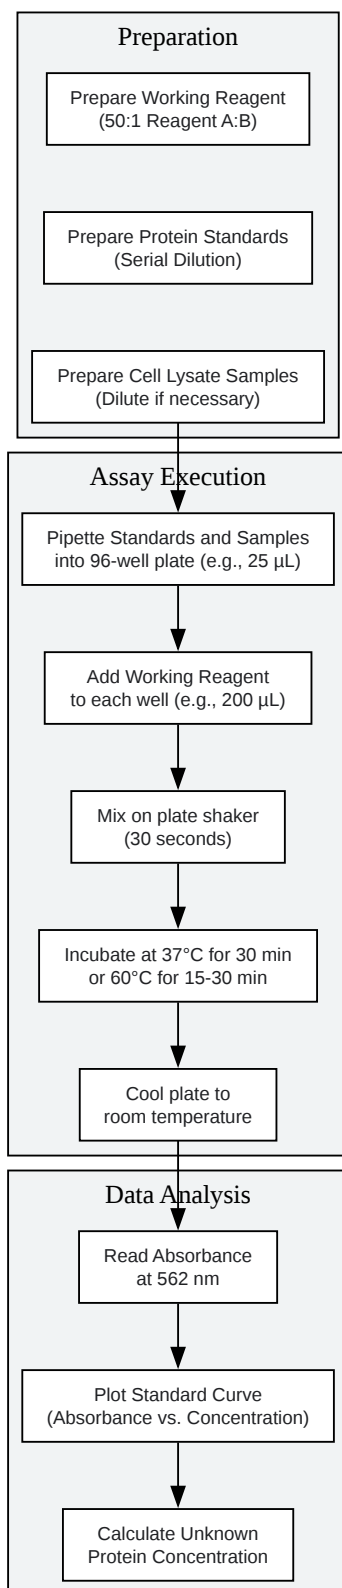 Preparation
Prepare Working Reagent
(50:1 Reagent A:B)
Prepare Protein Standards
(Serial Dilution)
Prepare Cell Lysate Samples
(Dilute if necessary)
Assay Execution
Pipette Standards and Samples
into 96-well plate (e.g., 25 µL)
Add Working Reagent
to each well (e.g., 200 µL)
Mix on plate shaker
(30 seconds)
Incubate at 37°C for 30 min
or 60°C for 15-30 min
Cool plate to
room temperature
Data Analysis
Read Absorbance
at 562 nm
Plot Standard Curve
(Absorbance vs. Concentration)
Calculate Unknown
Protein Concentration